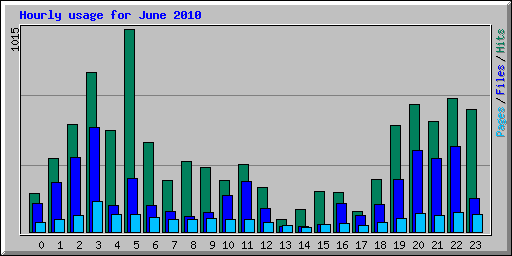 Hourly usage for June 2010
1015
Pages / Files / Hits
0 1 2 3 4 5 6 7 8 9 10 11 12 13 14 15 16 17 18 19 20 21 22 23